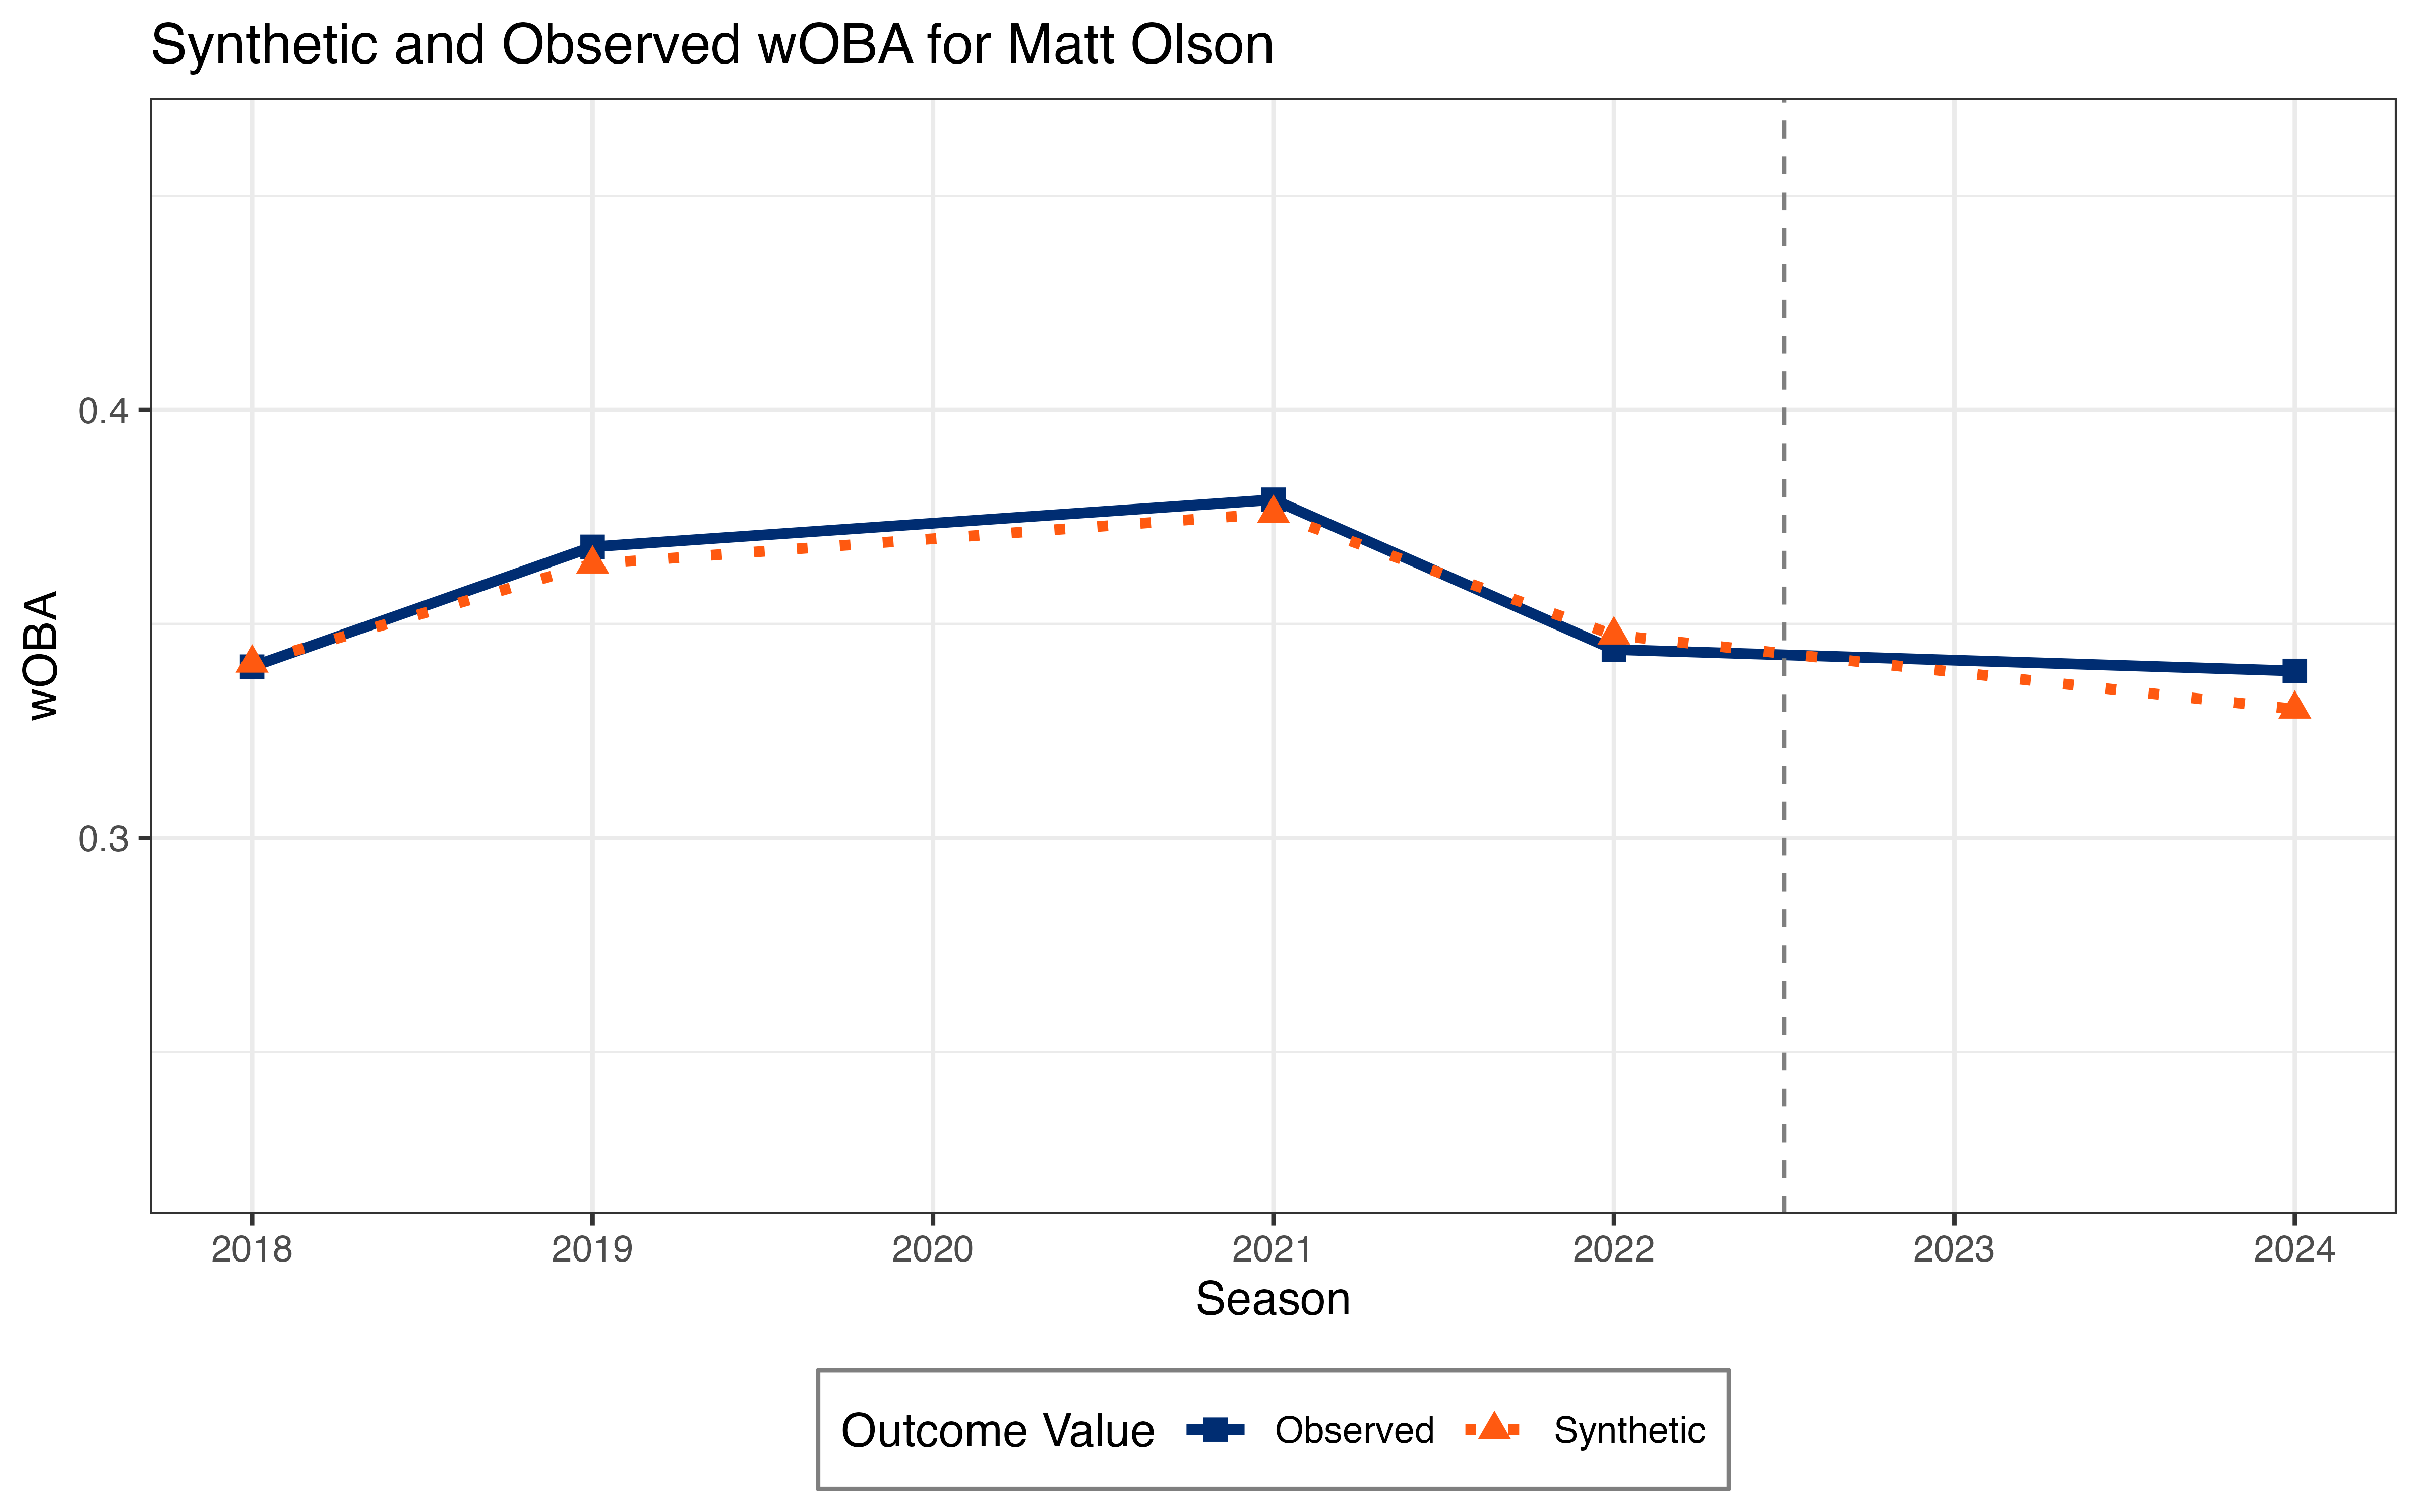 Synthetic and Observed wOBA for Matt Olson
wOBA
0.4
0.3
2018 2019 2020 2021 2022 2023 2024
Season
Outcome Value Observed Synthetic